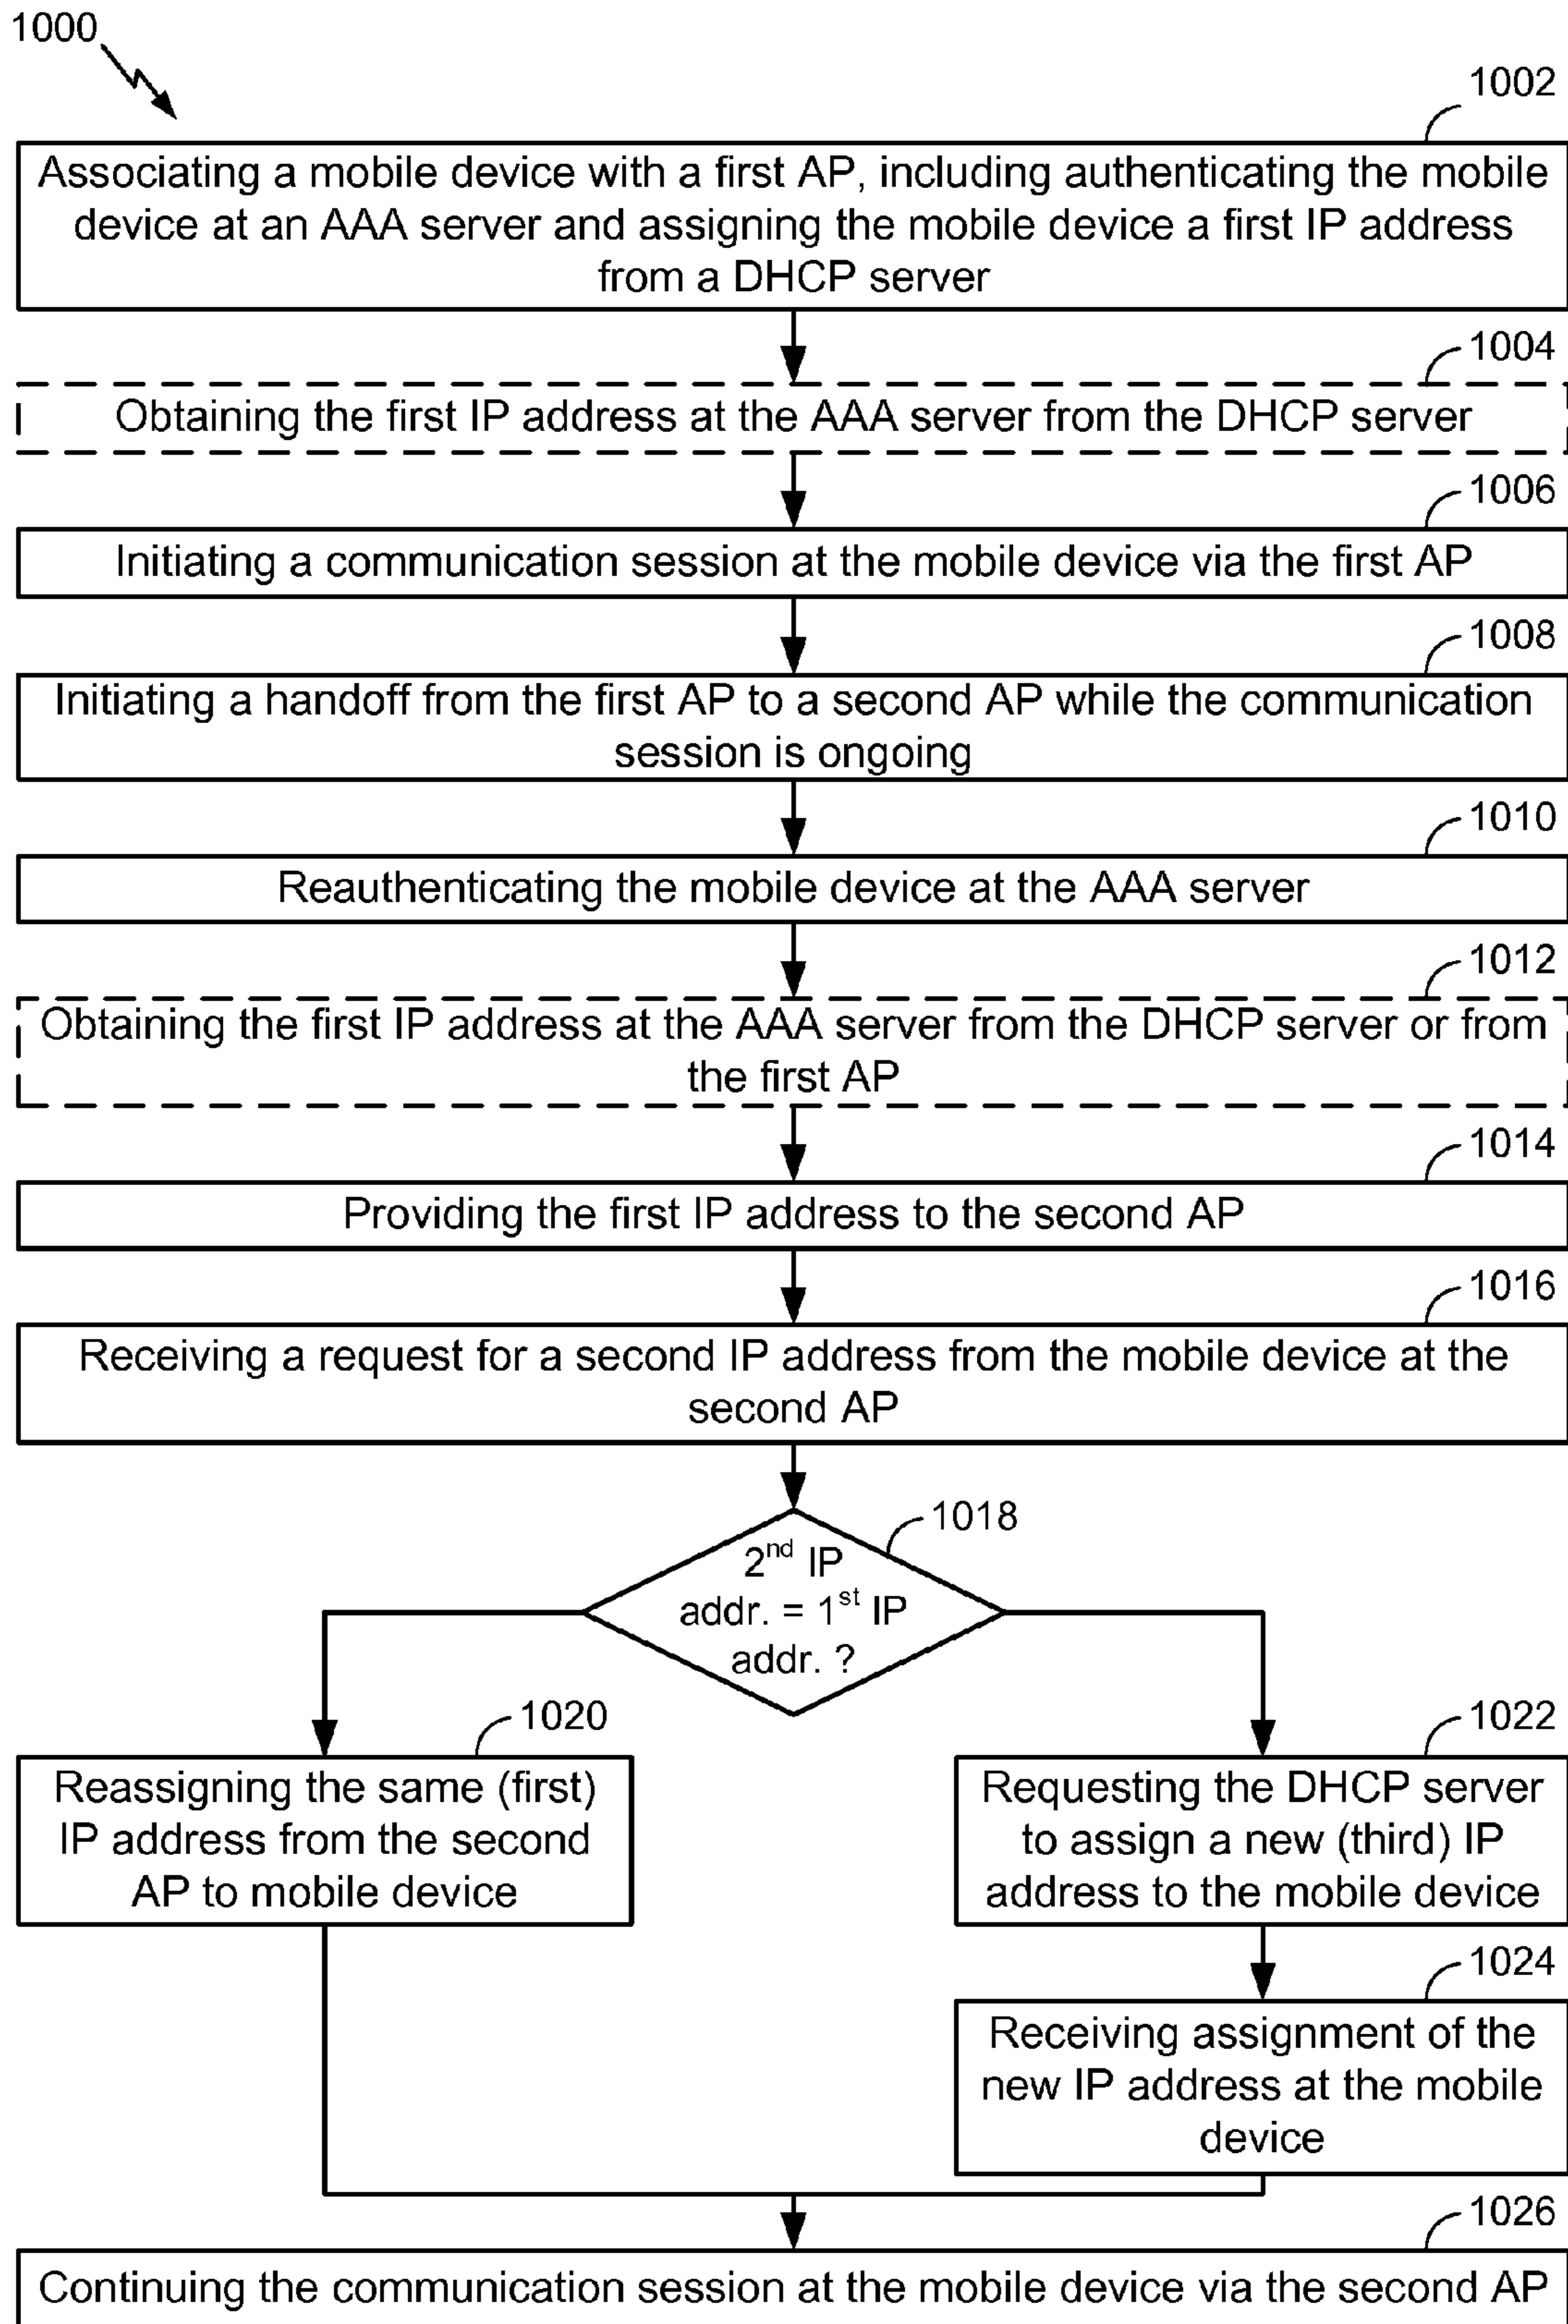 1000
1002
Associating a mobile device with a first AP, including authenticating the mobile
device at an AAA server and assigning the mobile device a first IP address
from a DHCP server
1004
Obtaining the first IP address at the AAA server from the DHCP server
1006
Initiating a communication session at the mobile device via the first AP
1008
Initiating a handoff from the first AP to a second AP while the communication
session is ongoing
1010
Reauthenticating the mobile device at the AAA server
1012
Obtaining the first IP address at the AAA server from the DHCP server or from
the first AP
1014
Providing the first IP address to the second AP
1016
Receiving a request for a second IP address from the mobile device at the
second AP
1018
2nd IP
addr. = 1st IP
addr. ?
1020
Reassigning the same (first)
IP address from the second
AP to mobile device
1022
Requesting the DHCP server
to assign a new (third) IP
address to the mobile device
1024
Receiving assignment of the
new IP address at the mobile
device
1026
Continuing the communication session at the mobile device via the second AP